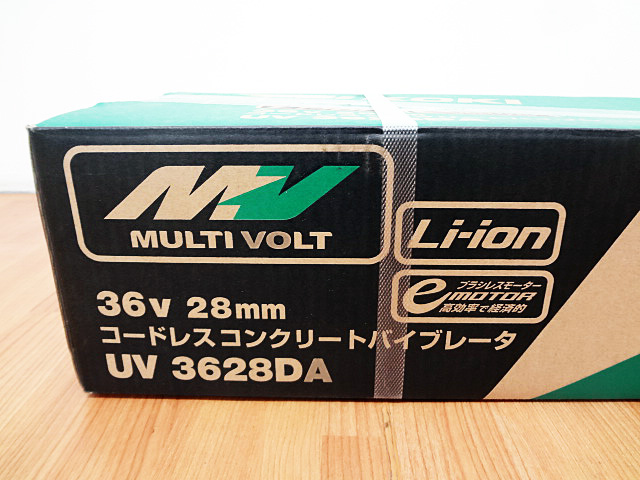 MV
MULTI VOLT
Li-ion
ブラシレスモーター
e MOTOR
高効率で経済的
36V 28mm
コードレスコンクリートバイブレータ
UV 3628DA